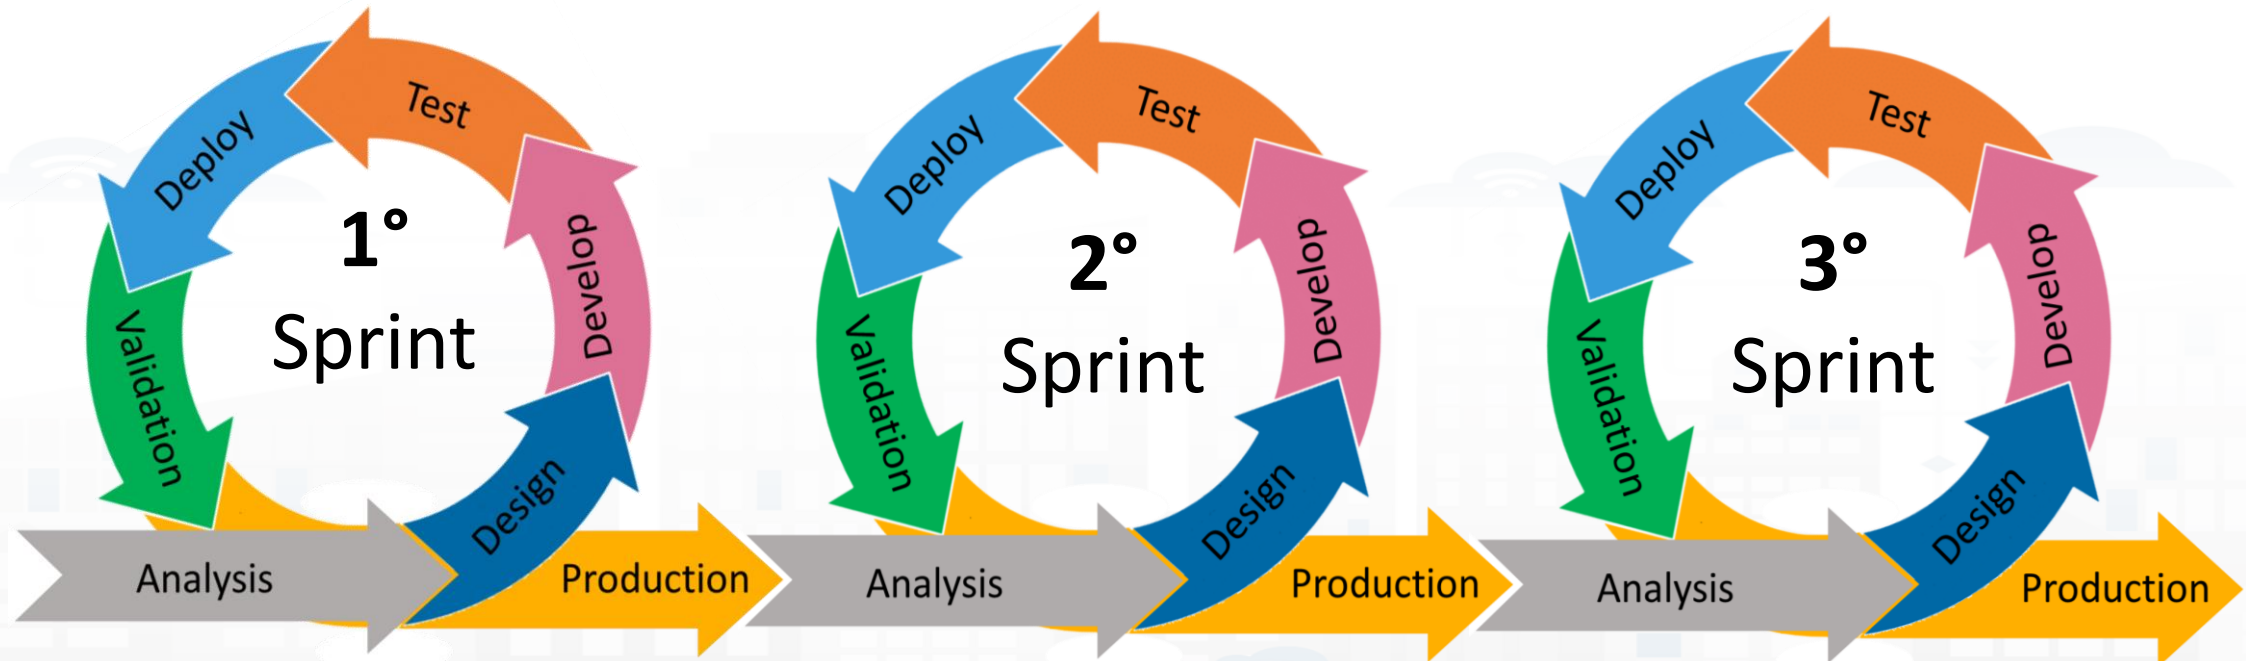 Test
Deploy
1°
Sprint
Develop
Validation
Design
Analysis
Production
Test
Deploy
2°
Sprint
Develop
Validation
Design
Analysis
Production
Test
Deploy
3°
Sprint
Develop
Validation
Design
Analysis
Production